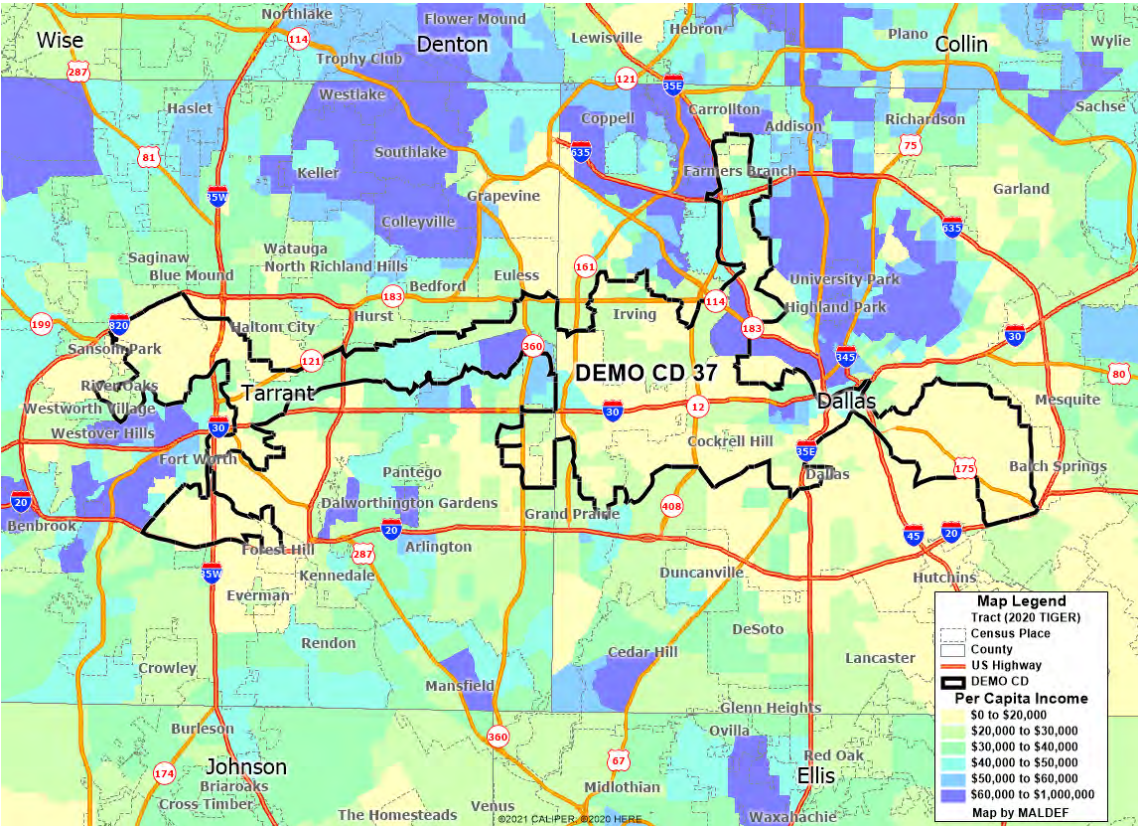 Northlake
Flower Mound
Hebron
Wise
114
Denton
Lewisville
Plano
Collin
Wylie
Trophy Club
287
121
35E
Westlake
Haslet
Coppell
Carrollton
Sachse
Addison
Richardson
81
Southlake
635
75
Keller
Farmers Branch
35W
Grapevine
Garland
Colleyville
635
Watauga
Saginaw
North Richland Hills
Blue Mound
Euless
161
University Park
Bedford
183
114
Highland Park
199
820
Haltom City
Hurst
Irving
183
30
Sansom Park
121
360
345
River Oaks
DEMO CD 37
80
Tarrant
Dallas
Mesquite
Westworth Village
30
12
Westover Hills
30
Cockrell Hill
35E
Fort Worth
Pantego
Dallas
175
Balch Springs
20
Dalworthington Gardens
408
Benbrook
Grand Prairie
20
45
20
Forest Hill
287
Arlington
35W
Kennedale
Duncanville
Hutchins
Everman
DeSoto
Rendon
Cedar Hill
Lancaster
Crowley
Mansfield
Glenn Heights
Burleson
Ovilla
360
Red Oak
67
Johnson
174
Ellis
Briaroaks
Midlothian
Cross Timber
Venus
The Homesteads
Waxahachie
©2021 CALIPER; ©2020 HERE
Map Legend
Tract (2020 TIGER)
Census Place
County
US Highway
DEMO CD
Per Capita Income
$0 to $20,000
$20,000 to $30,000
$30,000 to $40,000
$40,000 to $50,000
$50,000 to $60,000
$60,000 to $1,000,000
Map by MALDEF